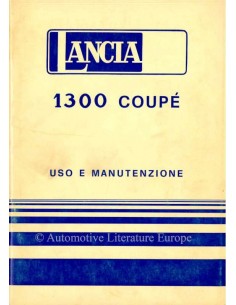 LANCIA
1300 COUPÉ
USO E MANUTENZIONE
© Automotive Literature Europe